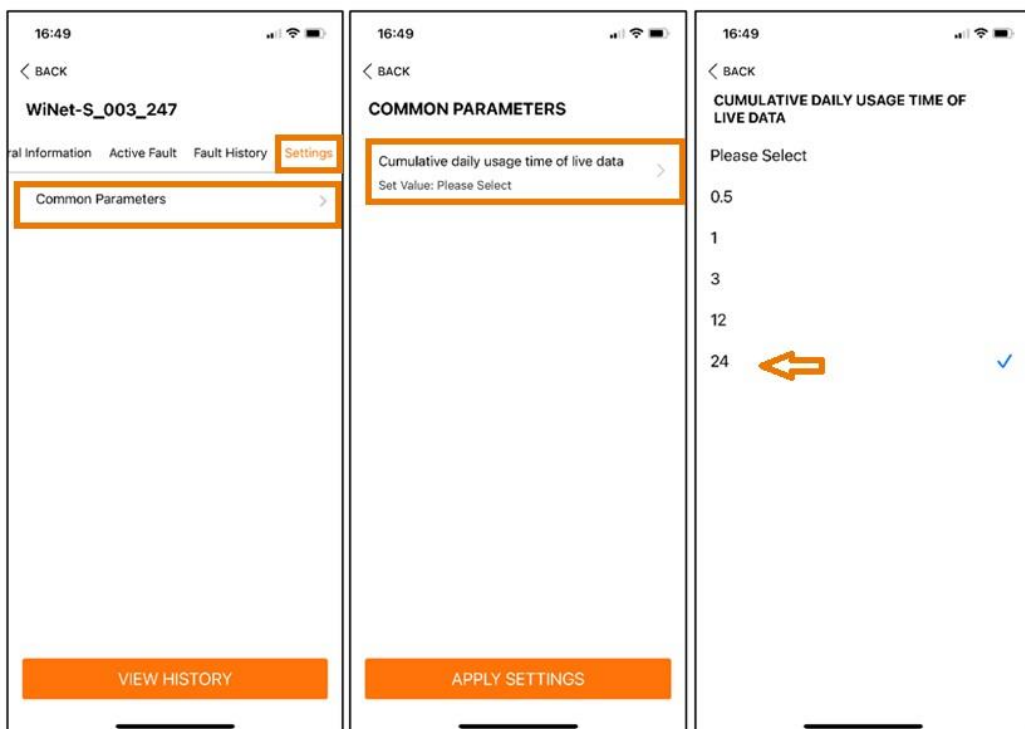 16:49
BACK
WiNet-S_003_247
ral Information Active Fault Fault History Settings
Common Parameters
VIEW HISTORY
16:49
BACK
COMMON PARAMETERS
Cumulative daily usage time of live data
Set Value: Please Select
APPLY SETTINGS
16:49
BACK
CUMULATIVE DAILY USAGE TIME OF
LIVE DATA
Please Select
0.5
1
3
12
24